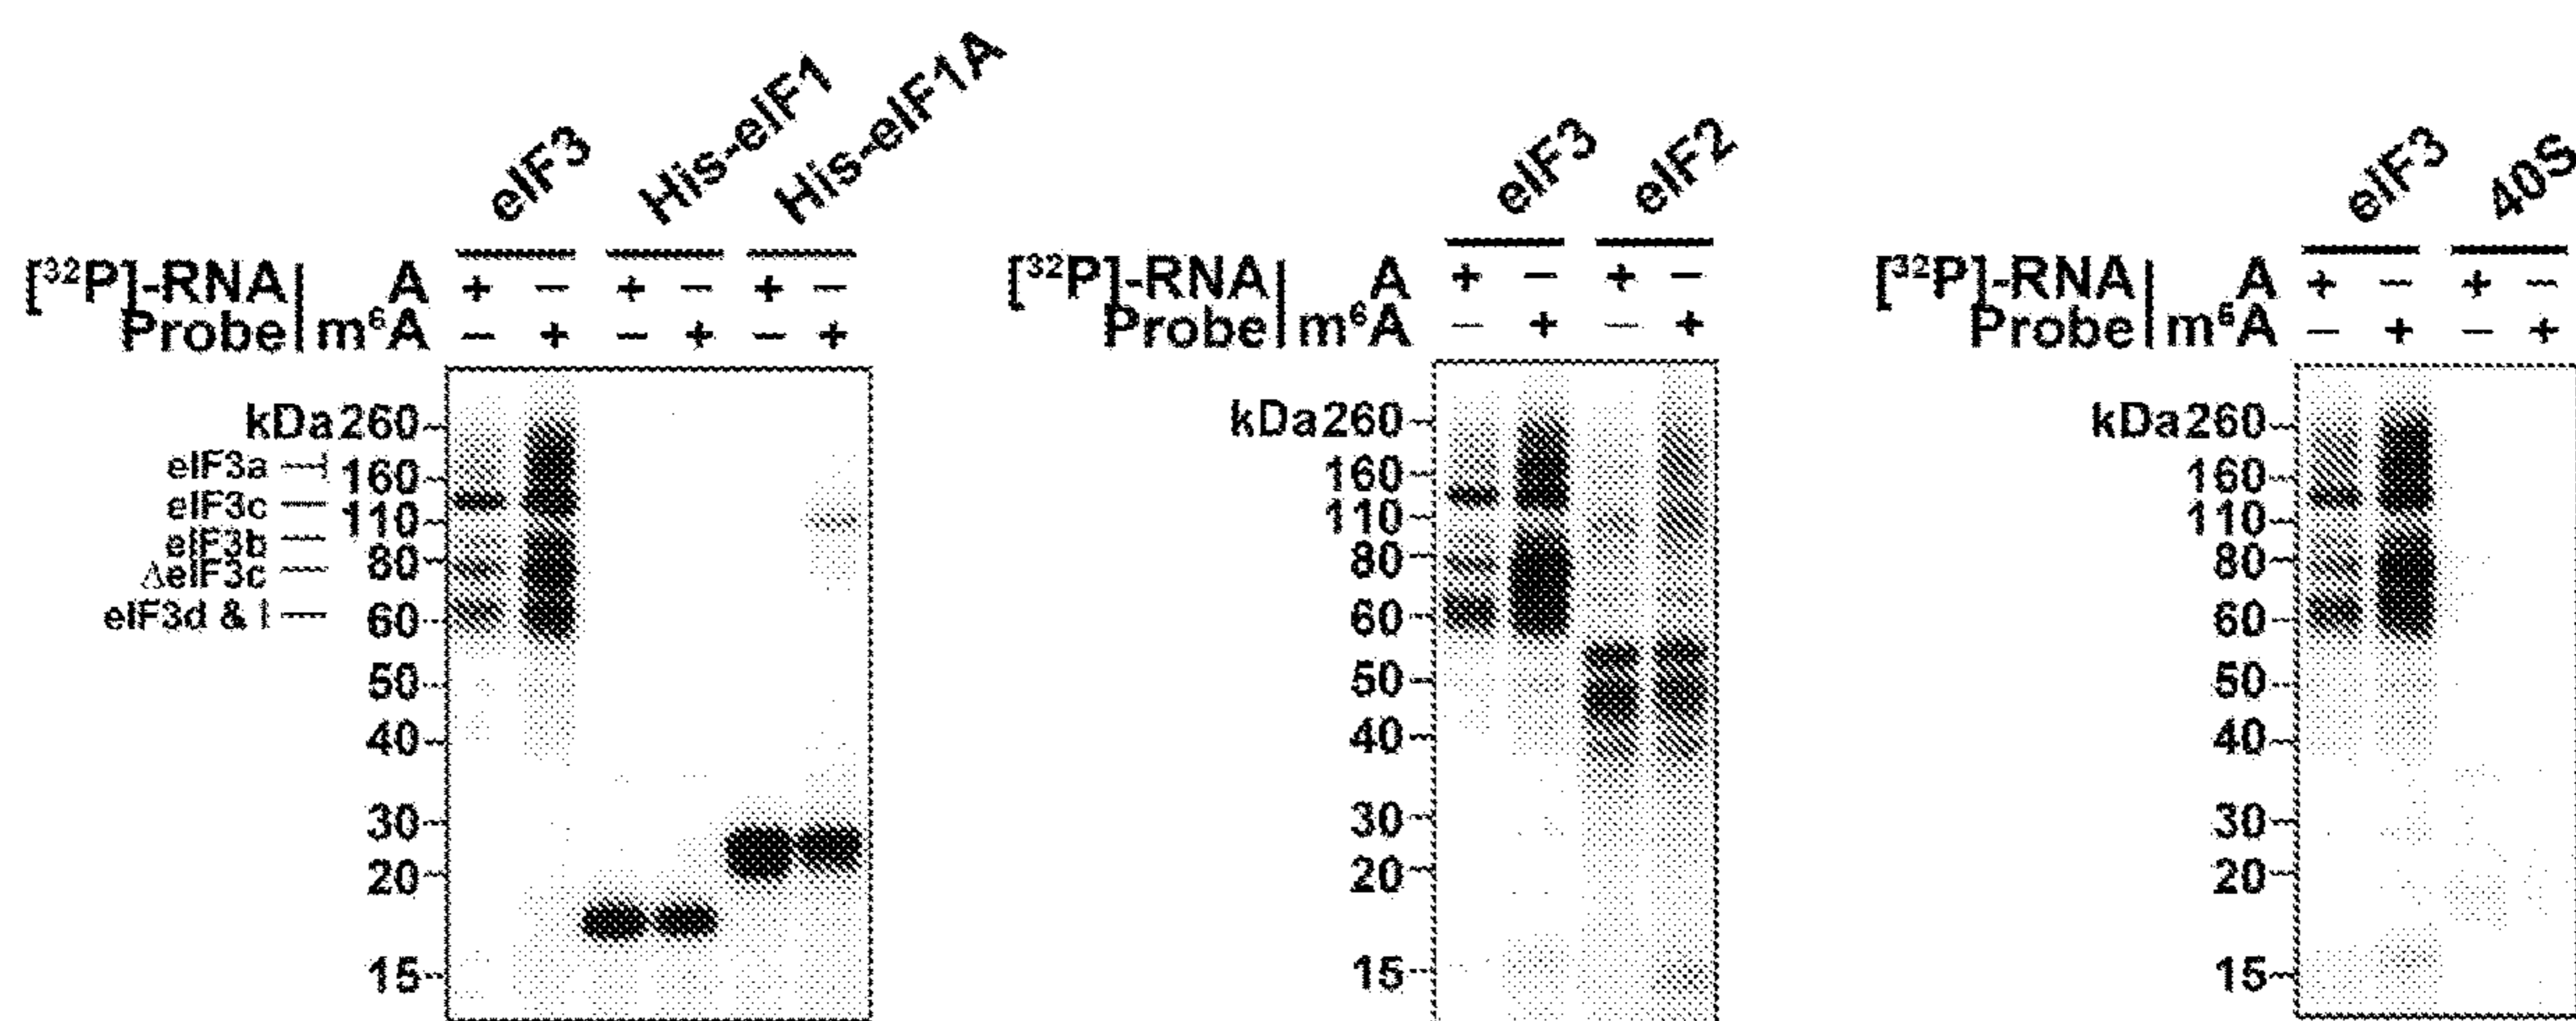 eIF3 His-eIF1 His-eIF1A
[³²P]-RNA A + − + − + −
Probe m⁶A − + − + − +
kDa 260
eIF3a 160
eIF3c 110
eIF3b
ΔeIF3c 80
eIF3d & l 60
50
40
30
20
15
eIF3 eIF2
[³²P]-RNA A + − + −
Probe m⁶A − + − +
kDa 260
160
110
80
60
50
40
30
20
15
eIF3 40S
[³²P]-RNA A + − + −
Probe m⁶A − + − +
kDa 260
160
110
80
60
50
40
30
20
15